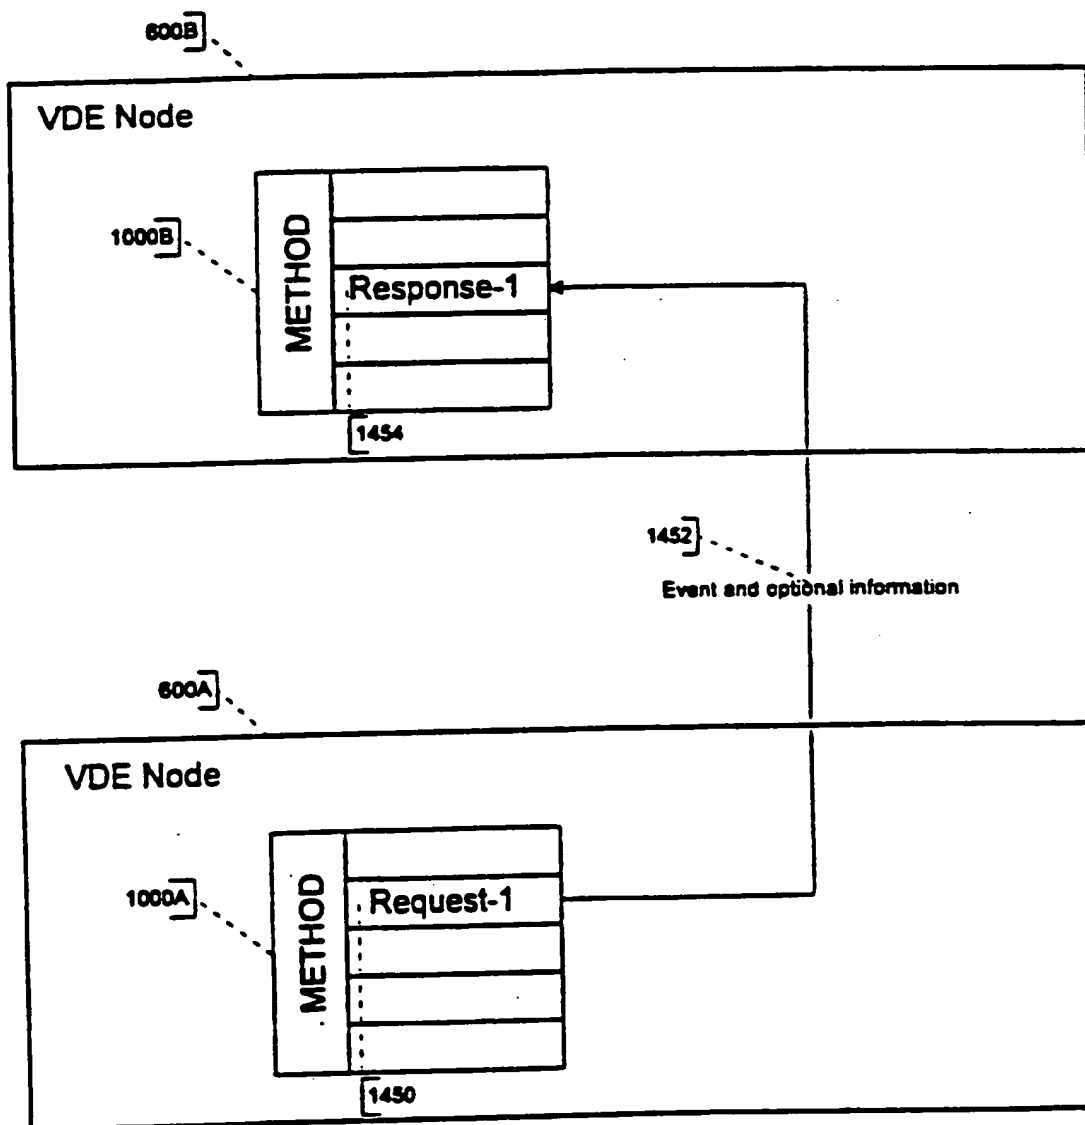 600B
VDE Node
1000B
METHOD
Response-1
1454
1452
Event and optional information
600A
VDE Node
1000A
METHOD
Request-1
1450